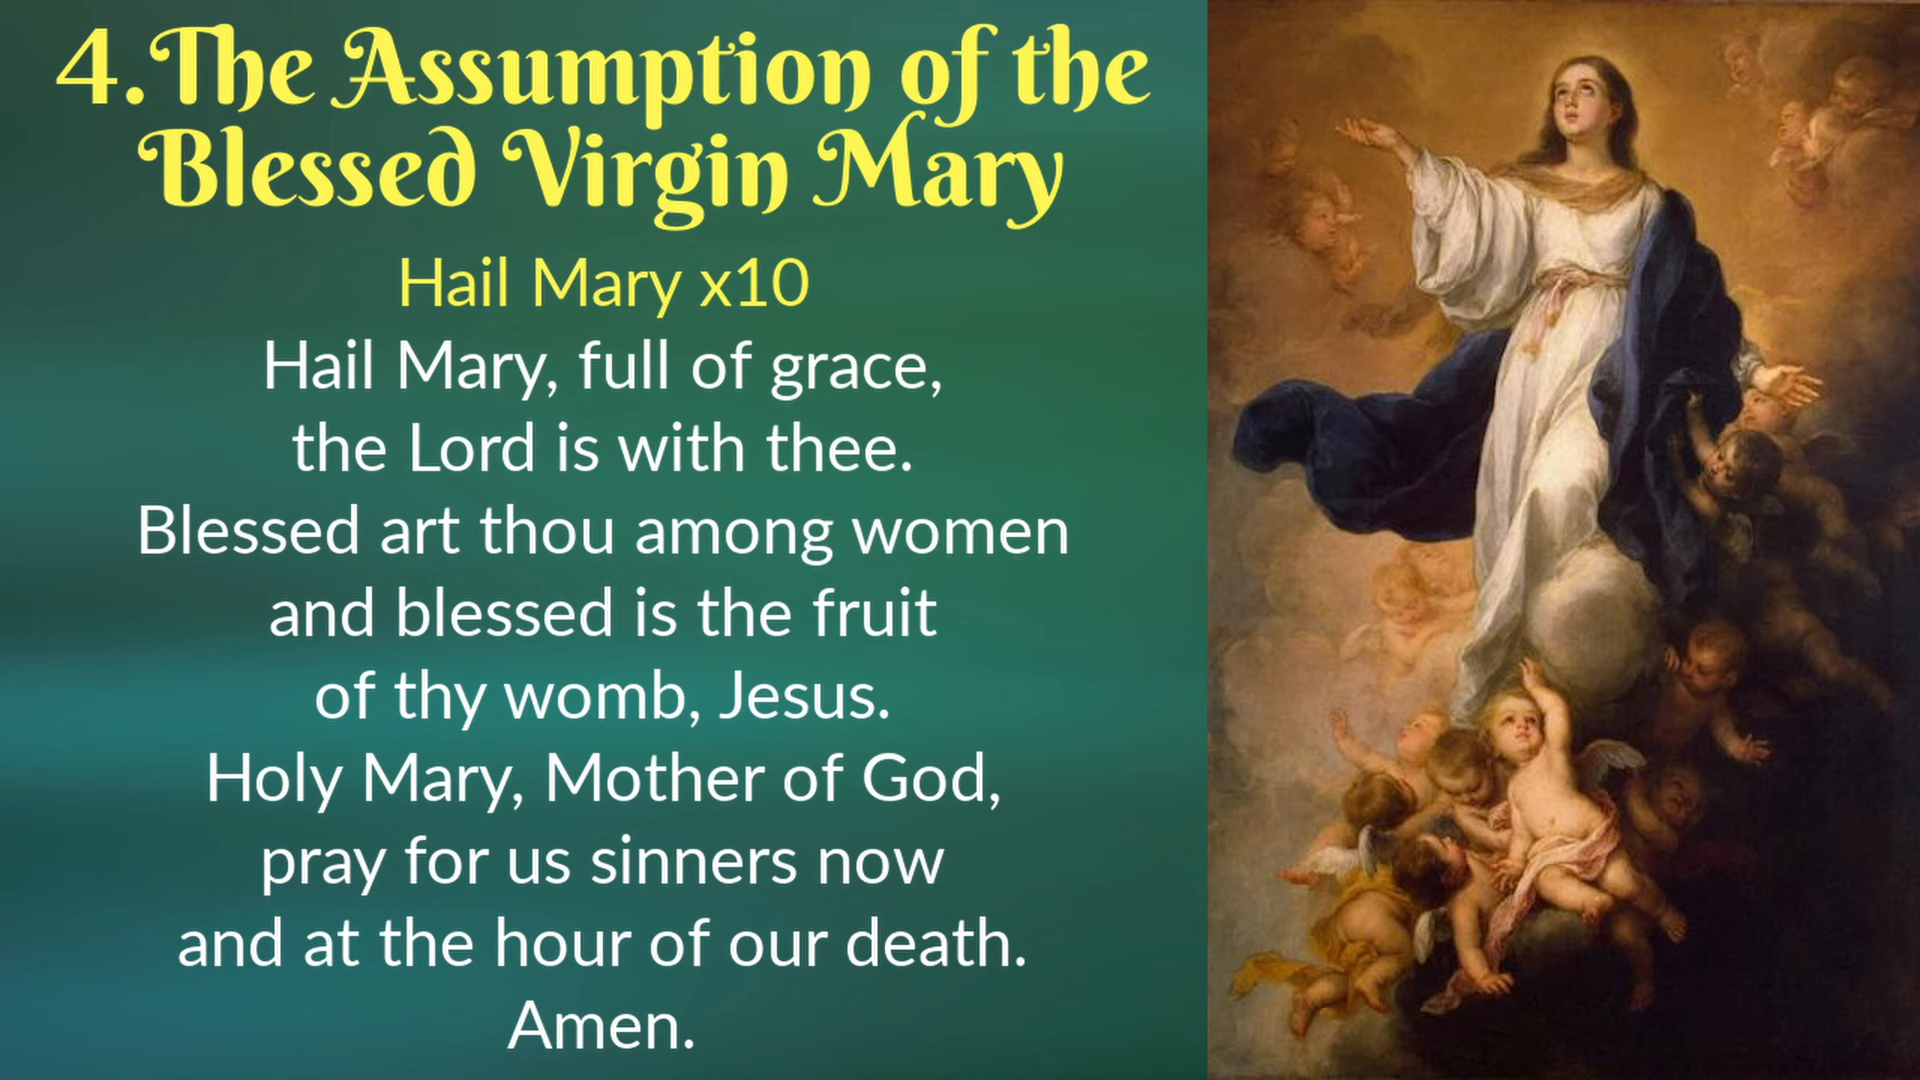 4.The Assumption of the
Blessed Virgin Mary
Hail Mary x10
Hail Mary, full of grace,
the Lord is with thee.
Blessed art thou among women
and blessed is the fruit
of thy womb, Jesus.
Holy Mary, Mother of God,
pray for us sinners now
and at the hour of our death.
Amen.